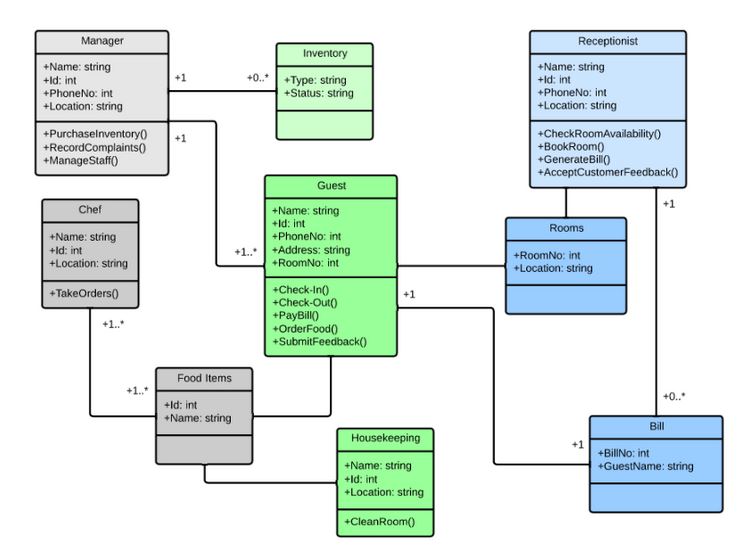 Manager
+Name: string
+Id: int
+PhoneNo: int
+Location: string
+PurchaseInventory()
+RecordComplaints()
+ManageStaff()
+1
+0..*
+1
Inventory
+Type: string
+Status: string
Receptionist
+Name: string
+Id: int
+PhoneNo: int
+Location: string
+CheckRoomAvailability()
+BookRoom()
+GenerateBill()
+AcceptCustomerFeedback()
+1
Chef
+Name: string
+Id: int
+Location: string
+TakeOrders()
+1..*
+1..*
Guest
+Name: string
+Id: int
+PhoneNo: int
+Address: string
+RoomNo: int
+Check-In()
+Check-Out()
+PayBill()
+OrderFood()
+SubmitFeedback()
+1
Rooms
+RoomNo: int
+Location: string
+1..*
Food Items
+Id: int
+Name: string
Housekeeping
+Name: string
+Id: int
+Location: string
+CleanRoom()
+0..*
+1
Bill
+BillNo: int
+GuestName: string